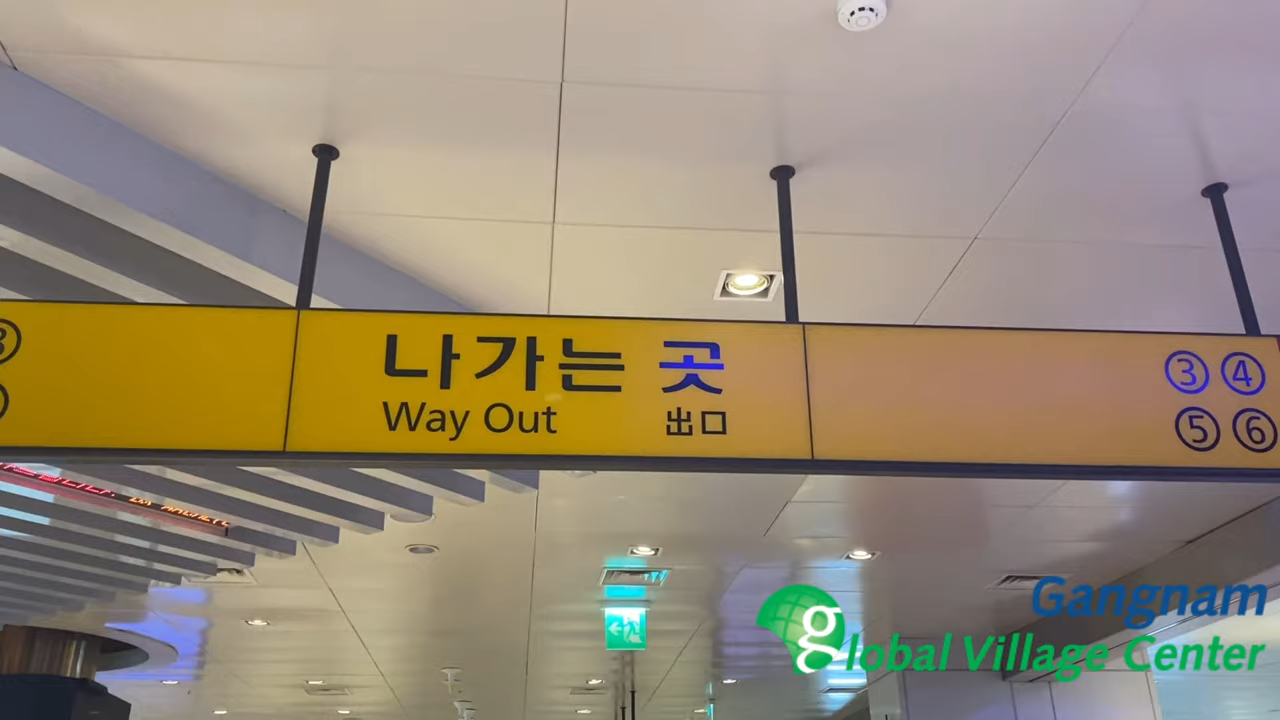 나가는 곳
Way Out 出口
③ ④
⑤ ⑥
Gangnam
Global Village Center